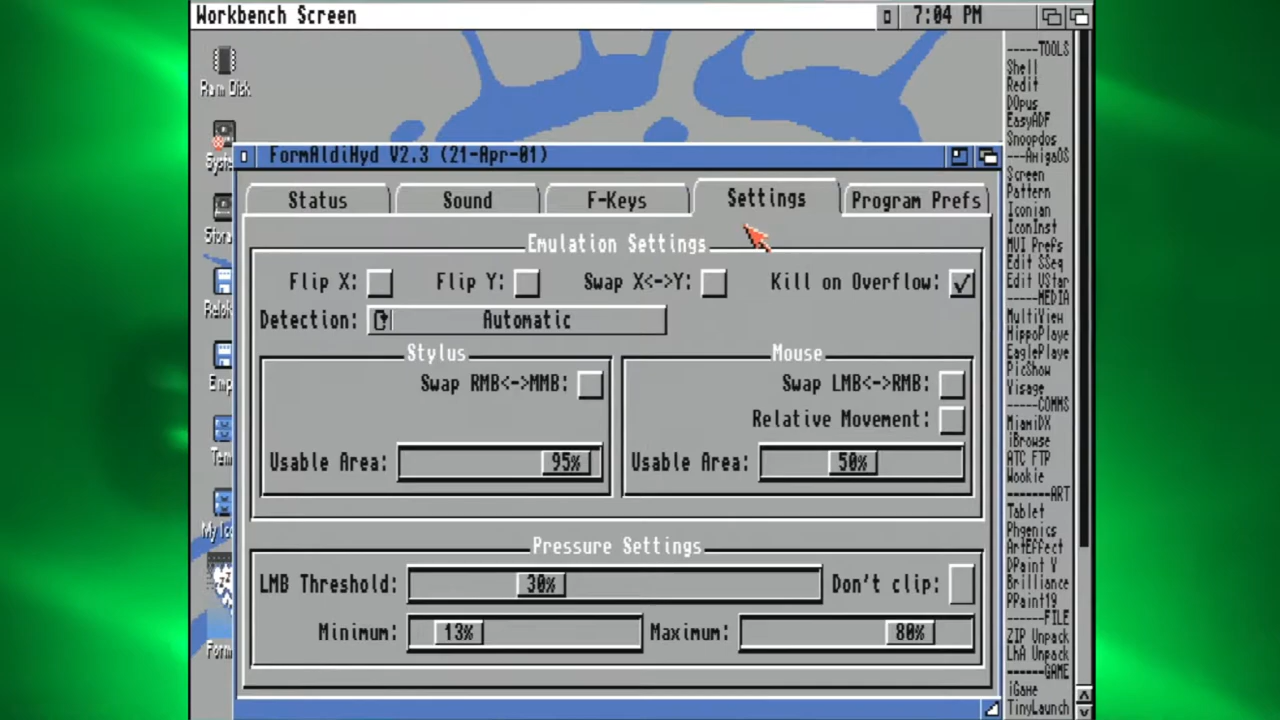 Workbench Screen
7:04 PM
Ram Disk
FormAldiHyd V2.3 (21-Apr-01)
Status
Sound
F-Keys
Settings
Program Prefs
Emulation Settings
Flip X:
Flip Y:
Swap X<->Y:
Kill on Overflow:
Detection:
Automatic
Stylus
Mouse
Swap RMB<->MMB:
Swap LMB<->RMB:
Relative Movement:
Usable Area:
95%
Usable Area:
50%
Pressure Settings
LMB Threshold:
30%
Don't clip:
Minimum:
13%
Maximum:
80%
-----TOOLS
Shell
Redit
DOpus
EasyADF
Snoopdos
---AmigaOS
Screen
Pattern
Iconian
IconInst
MUI Prefs
Edit SSeq
Edit UStar
-----MEDIA
MultiView
HippoPlaye
EaglePlaye
PicShow
Visage
-----COMMS
MiamiDX
iBrowse
ATC FTP
Wookie
-------ART
Tablet
Phgenics
ArtEffect
DPaint V
Brilliance
PPaint19
------FILE
ZIP Unpack
LhA Unpack
------GAME
iGame
TinyLaunch